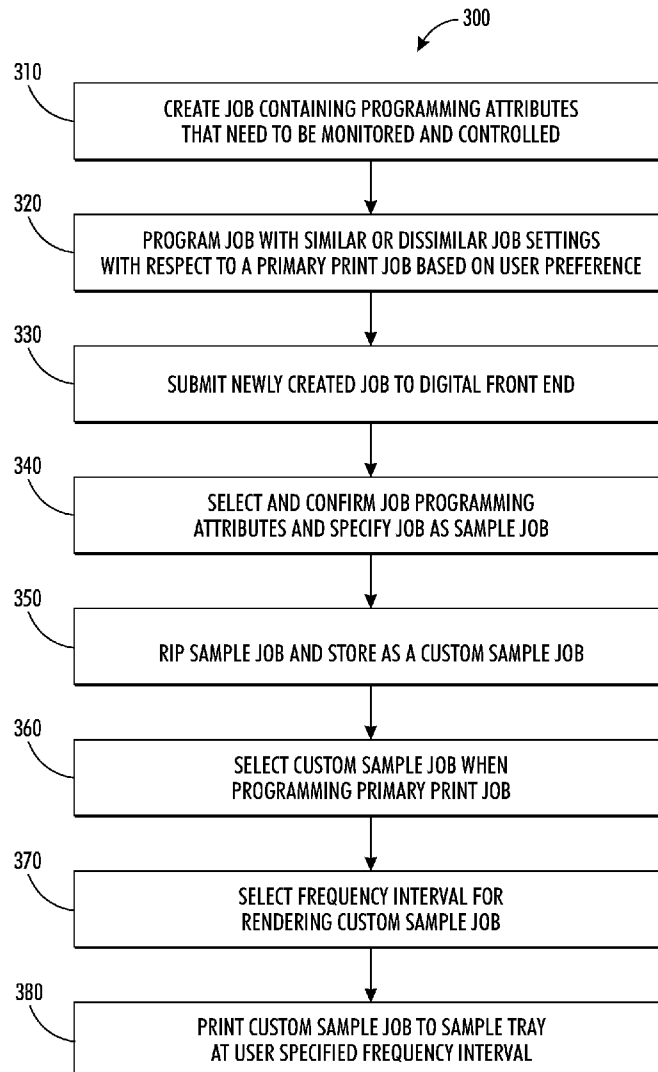 300
310
CREATE JOB CONTAINING PROGRAMMING ATTRIBUTES
THAT NEED TO BE MONITORED AND CONTROLLED
320
PROGRAM JOB WITH SIMILAR OR DISSIMILAR JOB SETTINGS
WITH RESPECT TO A PRIMARY PRINT JOB BASED ON USER PREFERENCE
330
SUBMIT NEWLY CREATED JOB TO DIGITAL FRONT END
340
SELECT AND CONFIRM JOB PROGRAMMING
ATTRIBUTES AND SPECIFY JOB AS SAMPLE JOB
350
RIP SAMPLE JOB AND STORE AS A CUSTOM SAMPLE JOB
360
SELECT CUSTOM SAMPLE JOB WHEN
PROGRAMMING PRIMARY PRINT JOB
370
SELECT FREQUENCY INTERVAL FOR
RENDERING CUSTOM SAMPLE JOB
380
PRINT CUSTOM SAMPLE JOB TO SAMPLE TRAY
AT USER SPECIFIED FREQUENCY INTERVAL